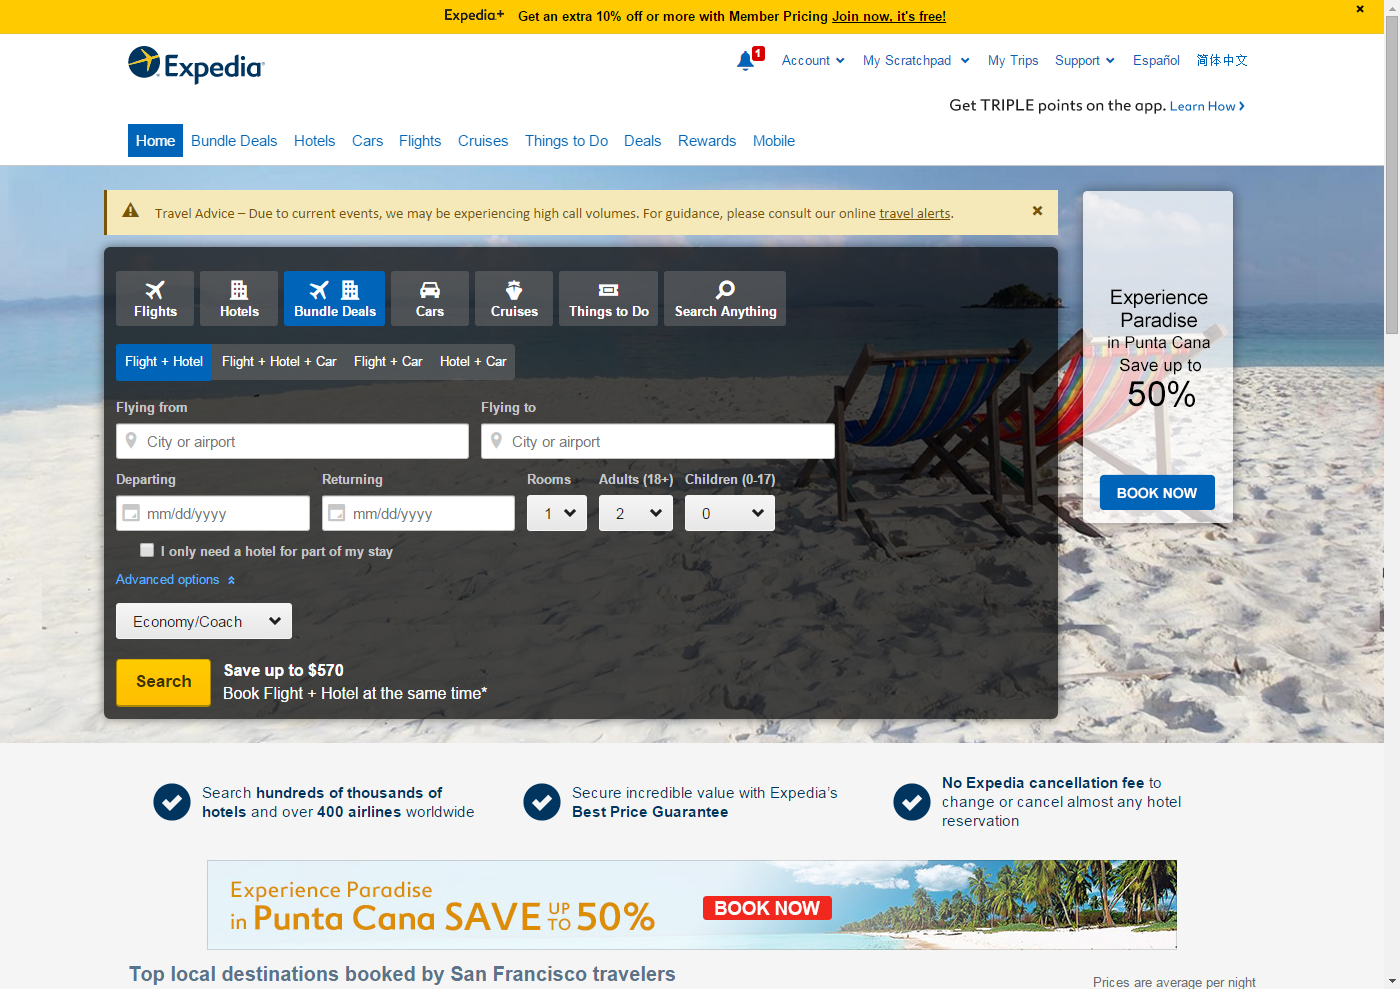 Expedia+ Get an extra 10% off or more with Member Pricing Join now, it's free!
Expedia
1
Account My Scratchpad My Trips Support Español 简体中文
Get TRIPLE points on the app. Learn How
Home Bundle Deals Hotels Cars Flights Cruises Things to Do Deals Rewards Mobile
Travel Advice – Due to current events, we may be experiencing high call volumes. For guidance, please consult our online travel alerts.
Flights Hotels Bundle Deals Cars Cruises Things to Do Search Anything
Flight + Hotel Flight + Hotel + Car Flight + Car Hotel + Car
Flying from Flying to
City or airport City or airport
Departing Returning Rooms Adults (18+) Children (0-17)
mm/dd/yyyy mm/dd/yyyy 1 2 0
I only need a hotel for part of my stay
Advanced options
Economy/Coach
Search
Save up to $570
Book Flight + Hotel at the same time*
Experience
Paradise
in Punta Cana
Save up to
50%
BOOK NOW
Search hundreds of thousands of
hotels and over 400 airlines worldwide
Secure incredible value with Expedia's
Best Price Guarantee
No Expedia cancellation fee to
change or cancel almost any hotel
reservation
Experience Paradise
in Punta Cana SAVE UP TO 50%
BOOK NOW
Top local destinations booked by San Francisco travelers
Prices are average per night